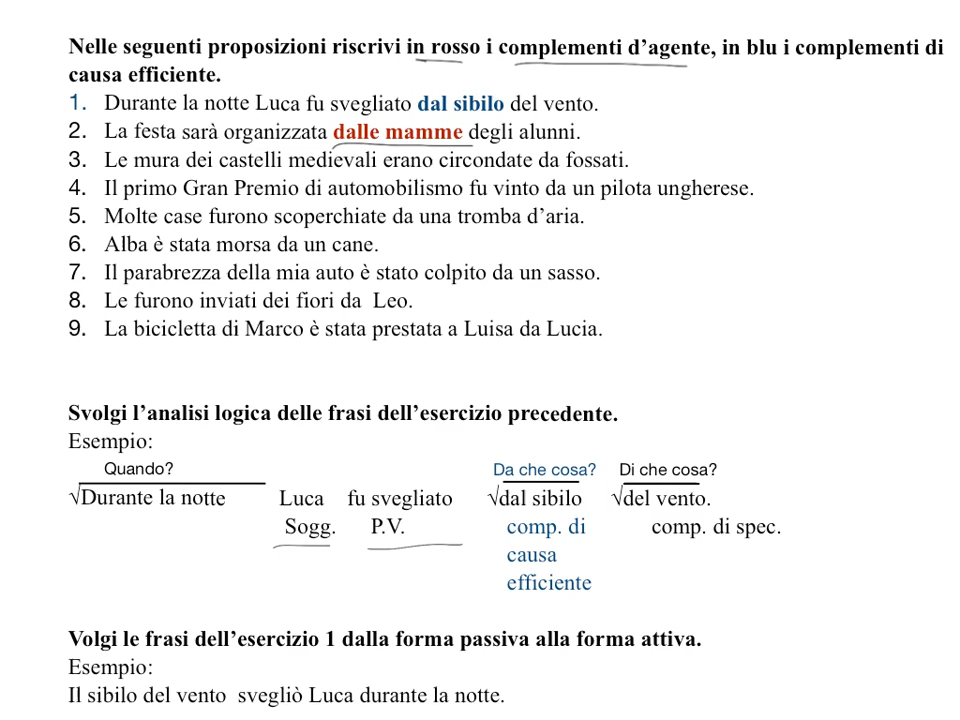 Nelle seguenti proposizioni riscrivi in rosso i complementi d'agente, in blu i complementi di
causa efficiente.
1. Durante la notte Luca fu svegliato dal sibilo del vento.
2. La festa sarà organizzata dalle mamme degli alunni.
3. Le mura dei castelli medievali erano circondate da fossati.
4. Il primo Gran Premio di automobilismo fu vinto da un pilota ungherese.
5. Molte case furono scoperchiate da una tromba d'aria.
6. Alba è stata morsa da un cane.
7. Il parabrezza della mia auto è stato colpito da un sasso.
8. Le furono inviati dei fiori da Leo.
9. La bicicletta di Marco è stata prestata a Luisa da Lucia.
Svolgi l'analisi logica delle frasi dell'esercizio precedente.
Esempio:
Quando? Da che cosa? Di che cosa?
√Durante la notte Luca fu svegliato √dal sibilo √del vento.
Sogg. P.V. comp. di comp. di spec.
causa
efficiente
Volgi le frasi dell'esercizio 1 dalla forma passiva alla forma attiva.
Esempio:
Il sibilo del vento svegliò Luca durante la notte.